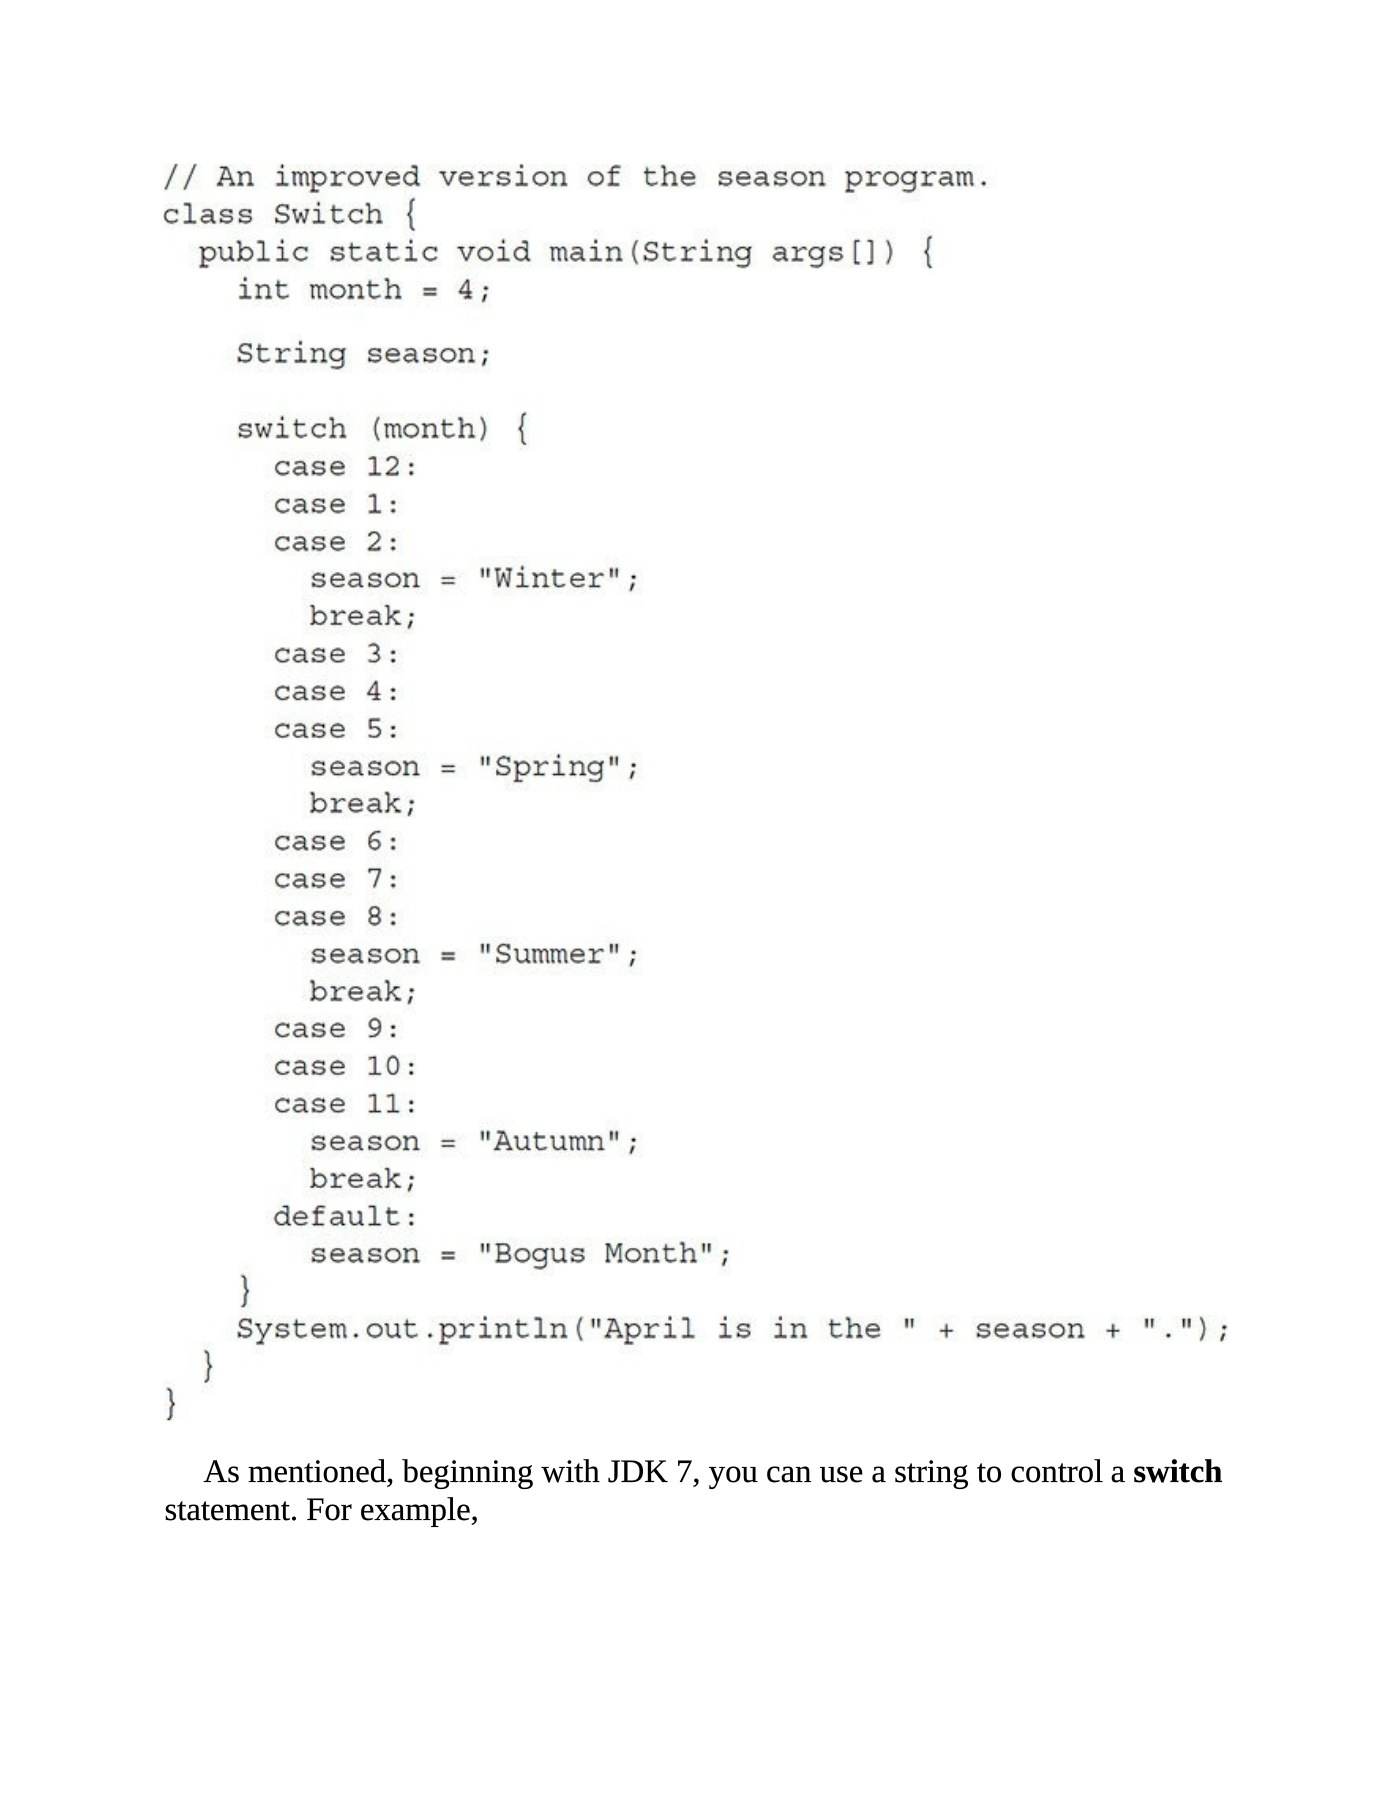 // An improved version of the season program.
class Switch {
  public static void main(String args[]) {
    int month = 4;

    String season;

    switch (month) {
      case 12:
      case 1:
      case 2:
        season = "Winter";
        break;
      case 3:
      case 4:
      case 5:
        season = "Spring";
        break;
      case 6:
      case 7:
      case 8:
        season = "Summer";
        break;
      case 9:
      case 10:
      case 11:
        season = "Autumn";
        break;
      default:
        season = "Bogus Month";
    }
    System.out.println("April is in the " + season + ".");
  }
}
As mentioned, beginning with JDK 7, you can use a string to control a switch
statement. For example,